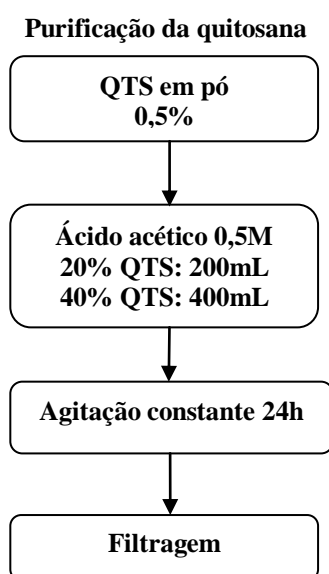 Purificação da quitosana
QTS em pó
0,5%
Ácido acético 0,5M
20% QTS: 200mL
40% QTS: 400mL
Agitação constante 24h
Filtragem